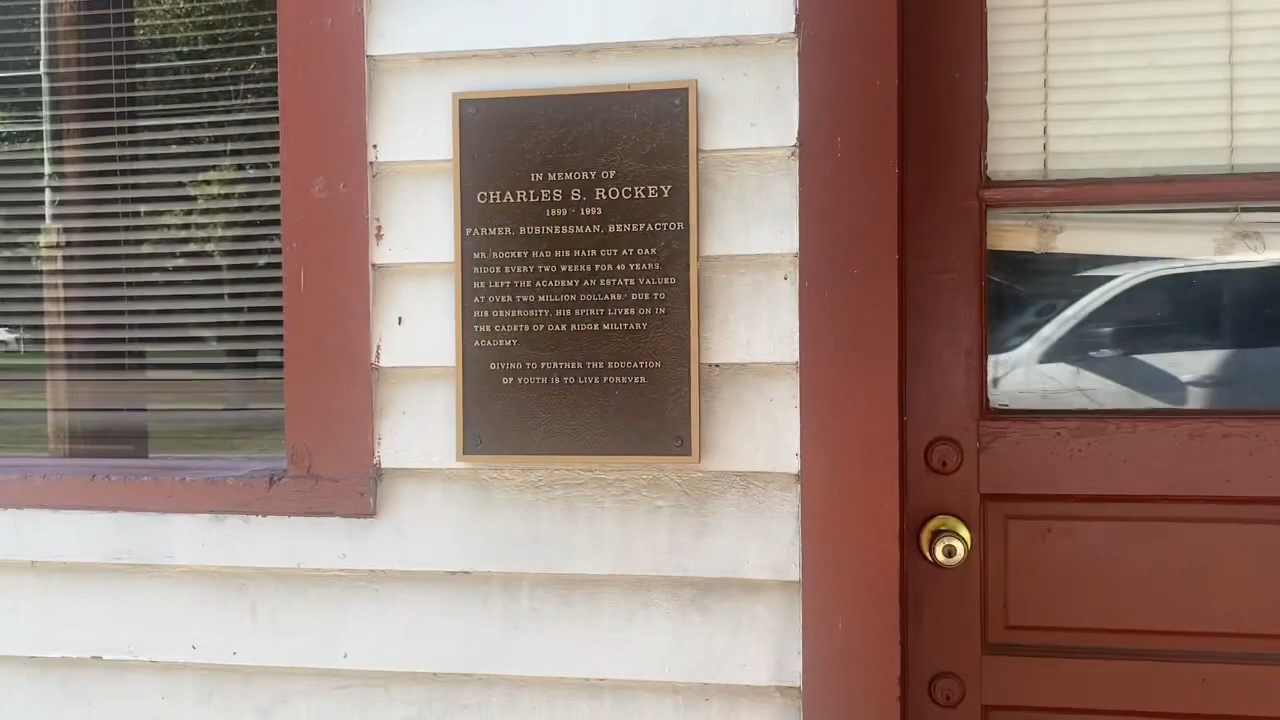 IN MEMORY OF
CHARLES S. ROCKEY
1899 - 1993
FARMER, BUSINESSMAN, BENEFACTOR
MR. ROCKEY HAD HIS HAIR CUT AT OAK
RIDGE EVERY TWO WEEKS FOR 40 YEARS.
HE LEFT THE ACADEMY AN ESTATE VALUED
AT OVER TWO MILLION DOLLARS. DUE TO
HIS GENEROSITY, HIS SPIRIT LIVES ON IN
THE CADETS OF OAK RIDGE MILITARY
ACADEMY.
GIVING TO FURTHER THE EDUCATION
OF YOUTH IS TO LIVE FOREVER.